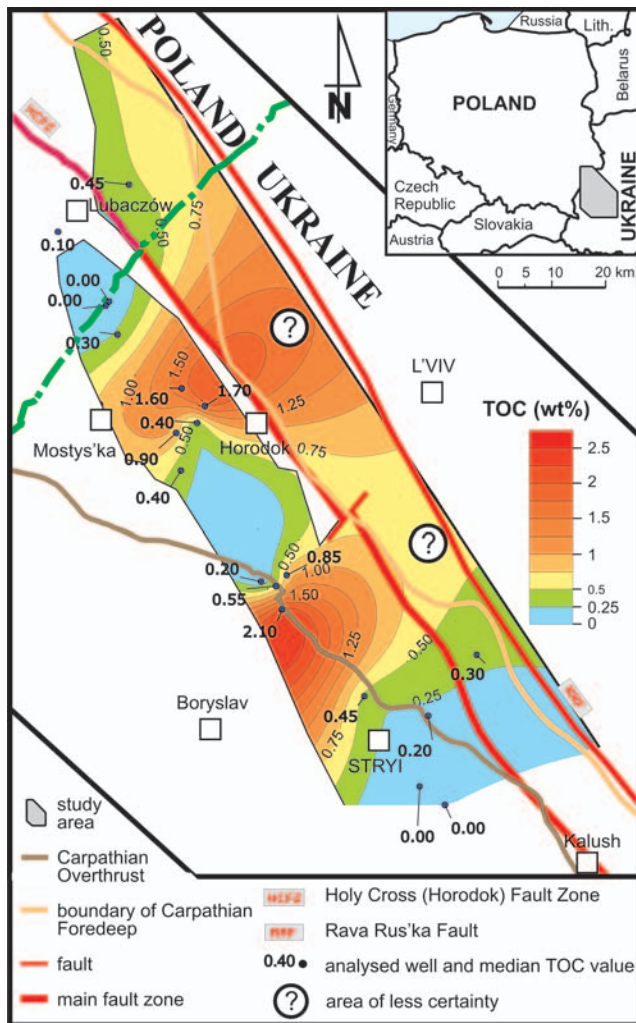 POLAND
UKRAINE
N
Russia
Lith.
Belarus
Germany
POLAND
UKRAINE
Czech
Republic
Slovakia
Austria
0 5 10 20 km
0.50
0.45
Lubaczów
0.75
0.50
0.10
0.00
0.00
0.30
?
1.50
1.00
1.60
1.70
L'VIV
0.40
1.25
TOC (wt%)
Mostys'ka
0.50
Horodok
0.90
0.75
2.5
2
1.5
1
0.5
0.25
0
0.40
?
0.50
0.85
1.00
0.20
0.55
1.50
2.10
1.25
0.50
0.30
0.75
0.45
0.25
Boryslav
0.20
STRYI
0.00
0.00
Kalush
study
area
Carpathian
Overthrust
boundary of Carpathian
Foredeep
fault
main fault zone
Holy Cross (Horodok) Fault Zone
Rava Rus'ka Fault
0.40 analysed well and median TOC value
? area of less certainty